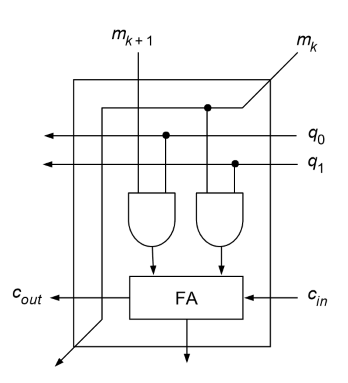 m_{k+1}
m_k
q_0
q_1
c_{out}
FA
c_{in}